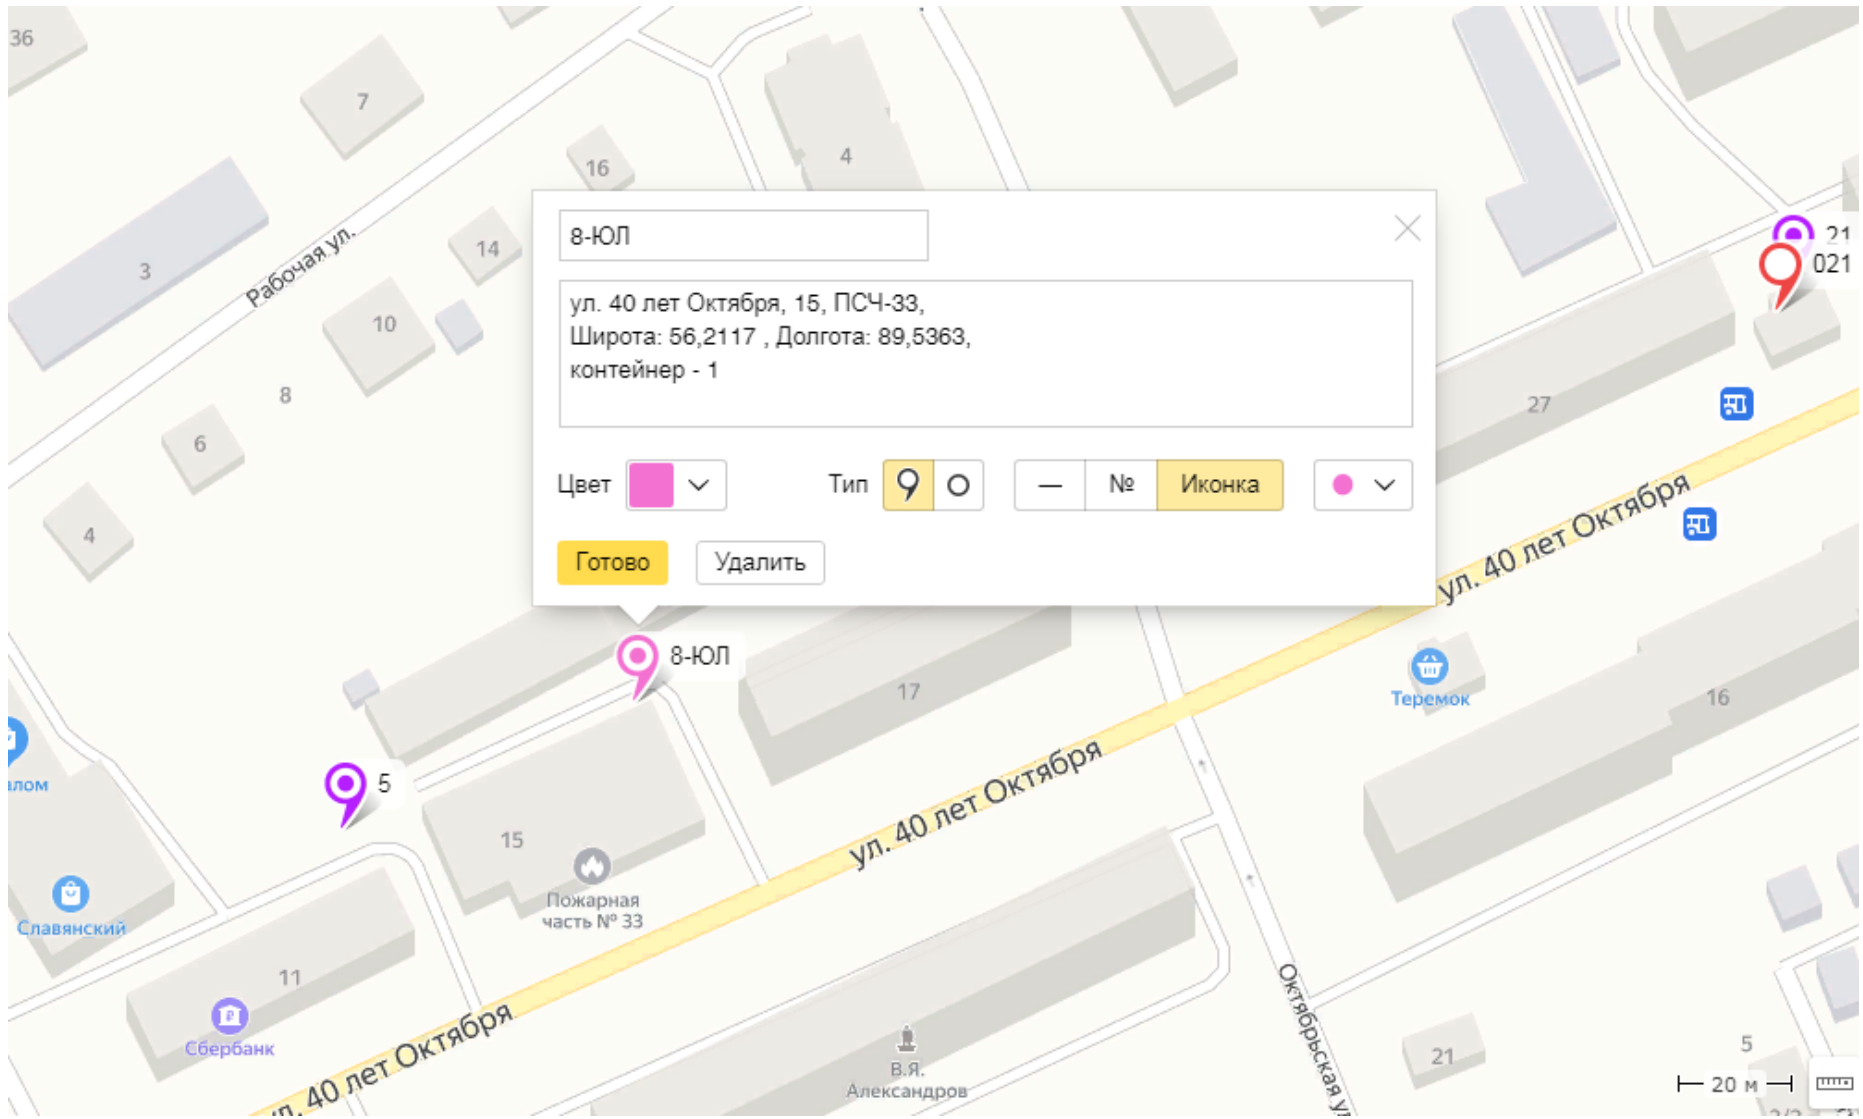 36
7
16
4
3
Рабочая ул.
14
10
8
6
4
8-ЮЛ
ул. 40 лет Октября, 15, ПСЧ-33,
Широта: 56,2117 , Долгота: 89,5363,
контейнер - 1
Цвет
Тип
—
№
Иконка
Готово
Удалить
21
021
27
ул. 40 лет Октября
8-ЮЛ
17
Теремок
16
5
15
Пожарная
часть № 33
ул. 40 лет Октября
Славянский
11
Сбербанк
40 лет Октября
В.Я.
Александров
Октябрьская
21
5
20 м